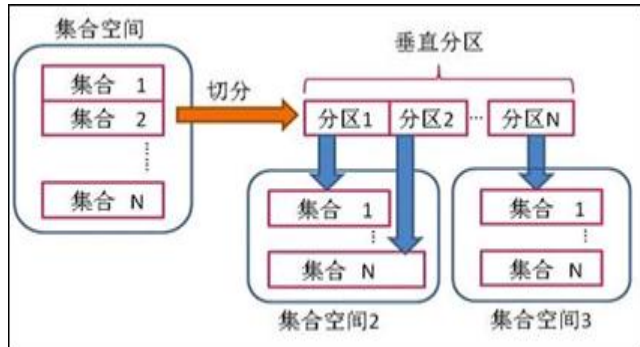 集合空间
垂直分区
集合 1
集合 2
……
集合 N
切分
分区1 分区2 … 分区N
集合 1
…
集合 N
集合空间2
集合 1
…
集合 N
集合空间3